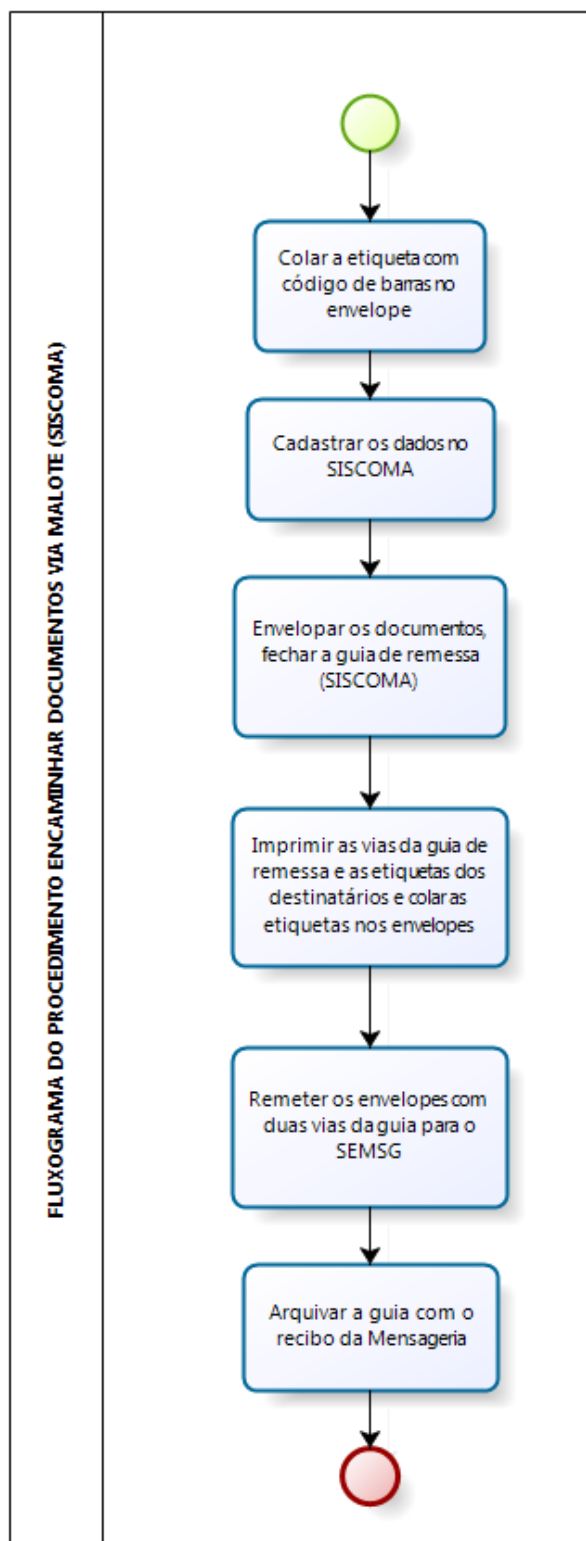 FLUXOGRAMA DO PROCEDIMENTO ENCAMINHAR DOCUMENTOS VIA MALOTE (SISCOMA)
Colar a etiqueta com
código de barras no
envelope
Cadastrar os dados no
SISCOMA
Envelopar os documentos,
fechar a guia de remessa
(SISCOMA)
Imprimir as vias da guia de
remessa e as etiquetas dos
destinatários e colar as
etiquetas nos envelopes
Remeter os envelopes com
duas vias da guia para o
SEMSG
Arquivar a guia com o
recibo da Mensageria